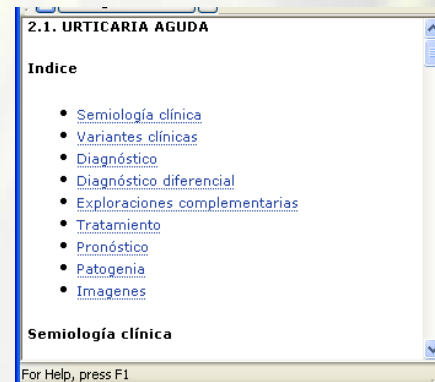 2.1. URTICARIA AGUDA
Indice
Semiología clínica
Variantes clínicas
Diagnóstico
Diagnóstico diferencial
Exploraciones complementarias
Tratamiento
Pronóstico
Patogenia
Imagenes
Semiología clínica
For Help, press F1